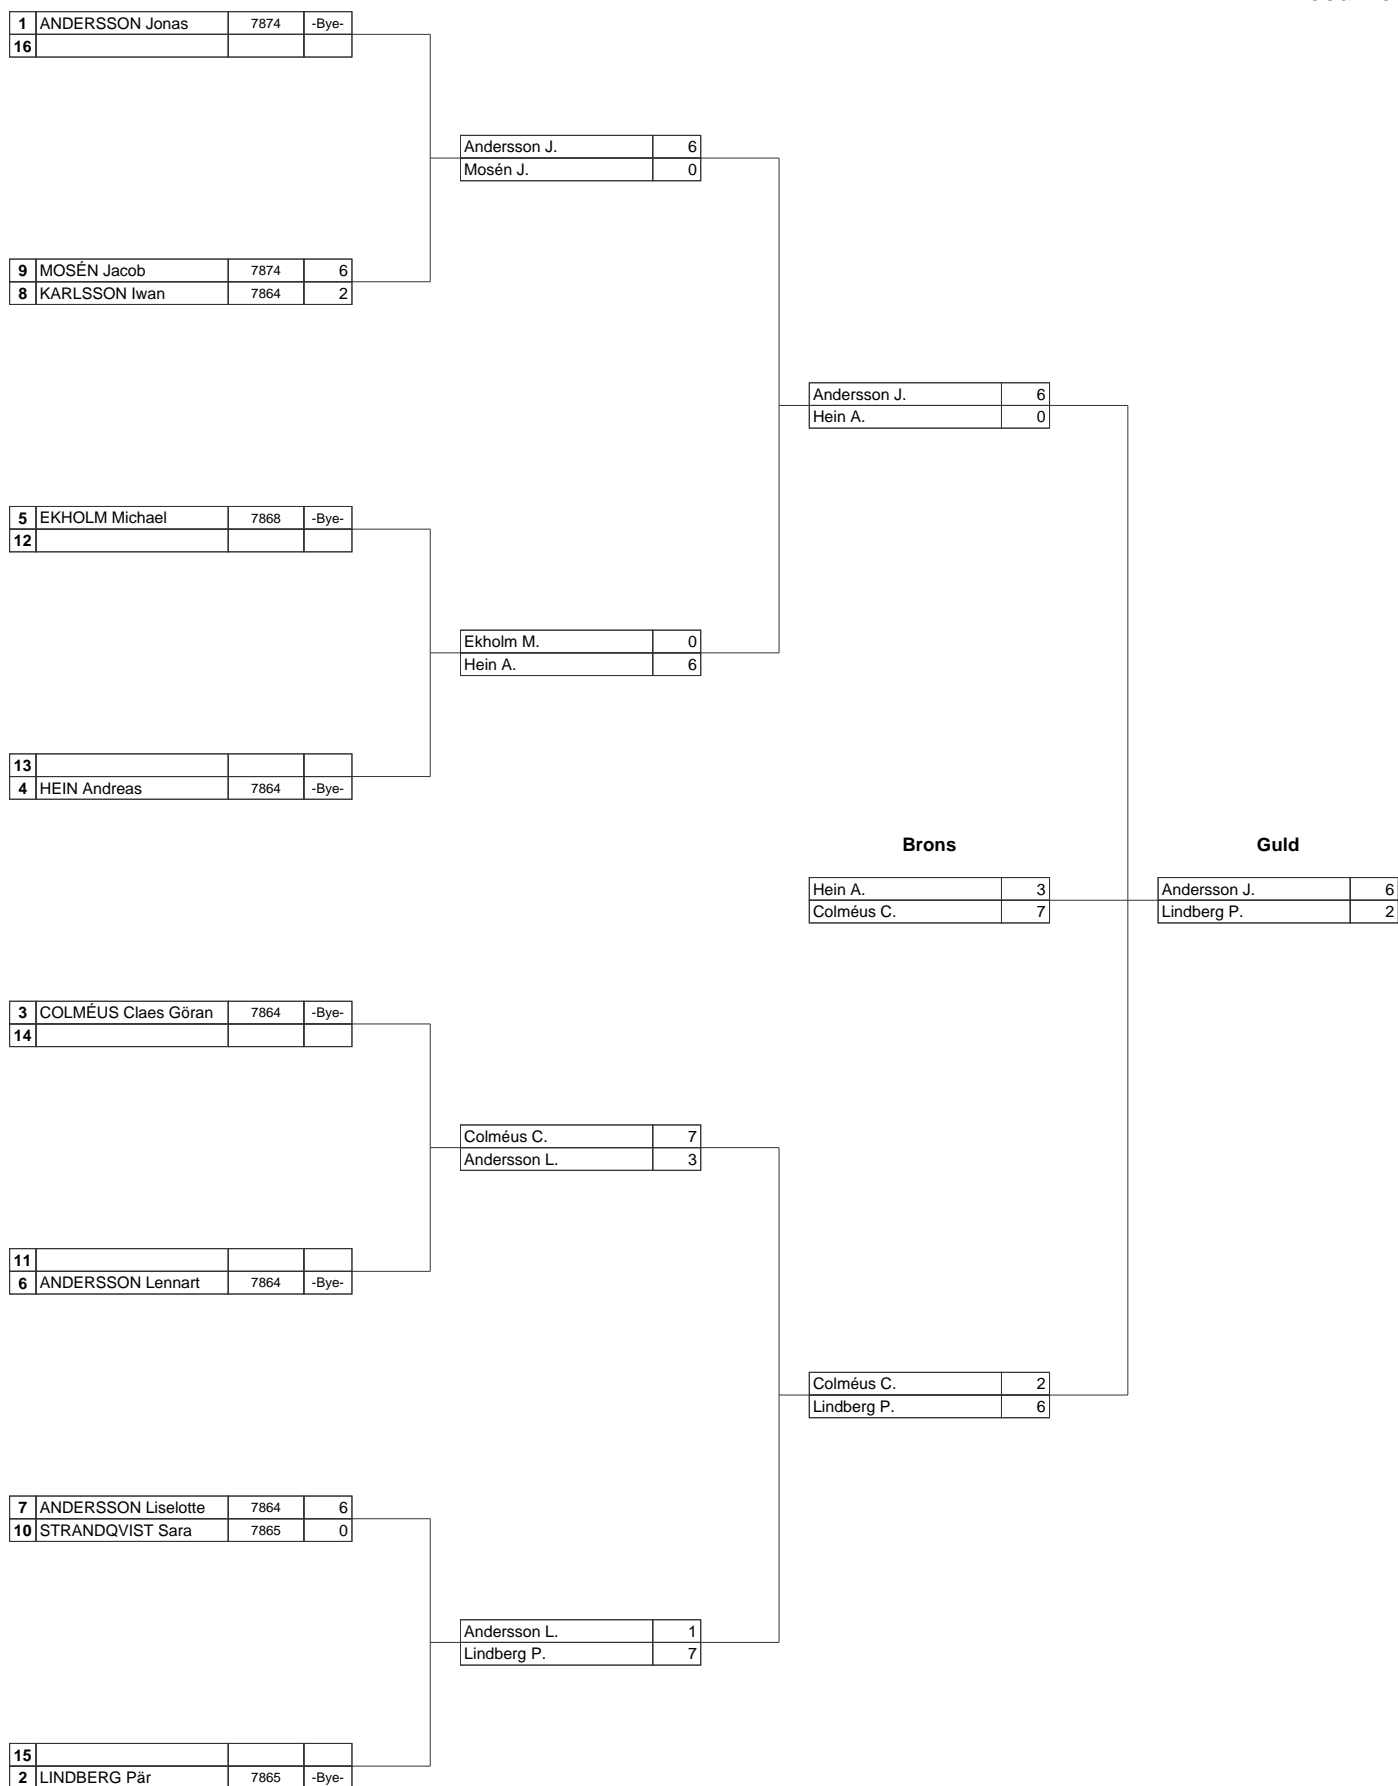 1 ANDERSSON Jonas 7874 -Bye-
16
Andersson J. 6
Mosén J. 0
9 MOSÉN Jacob 7874 6
8 KARLSSON Iwan 7864 2
Andersson J. 6
Hein A. 0
5 EKHOLM Michael 7868 -Bye-
12
Ekholm M. 0
Hein A. 6
13
4 HEIN Andreas 7864 -Bye-
Brons Guld
Hein A. 3 Andersson J. 6
Colméus C. 7 Lindberg P. 2
3 COLMÉUS Claes Göran 7864 -Bye-
14
Colméus C. 7
Andersson L. 3
11
6 ANDERSSON Lennart 7864 -Bye-
Colméus C. 2
Lindberg P. 6
7 ANDERSSON Liselotte 7864 6
10 STRANDQVIST Sara 7865 0
Andersson L. 1
Lindberg P. 7
15
2 LINDBERG Pär 7865 -Bye-